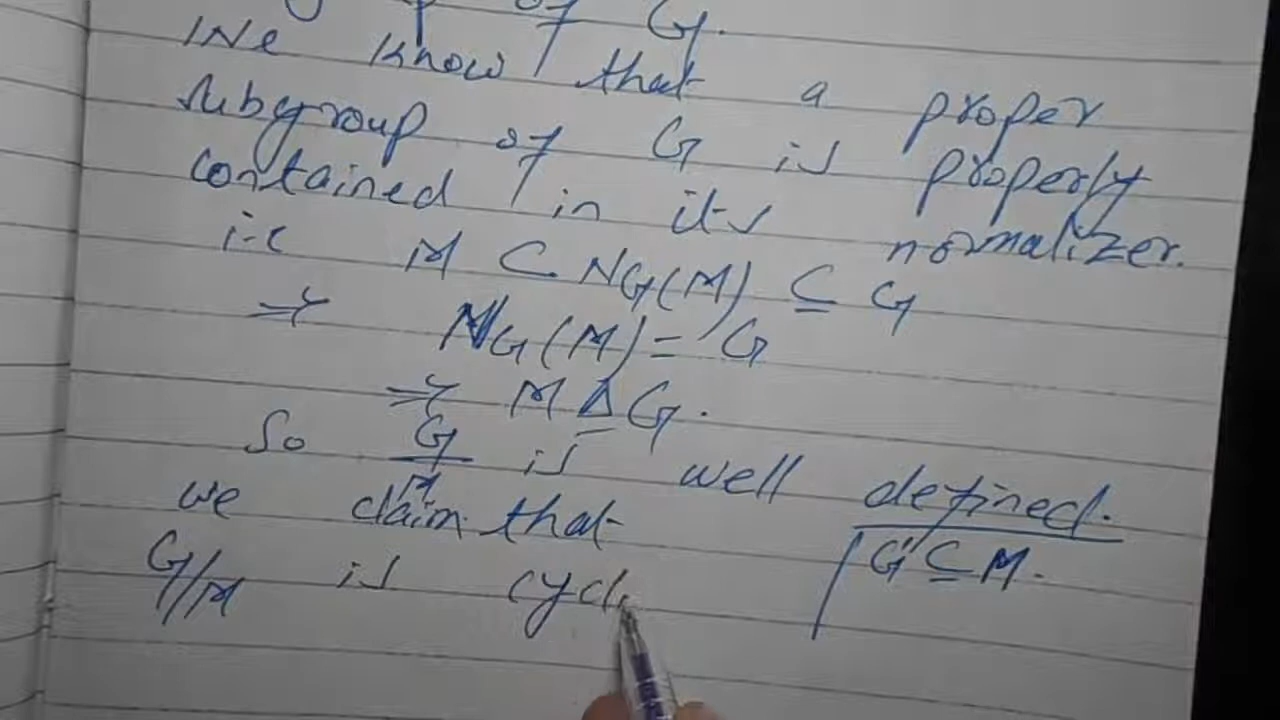 of G.
We know that a proper
subgroup of G is properly
contained in its normalizer.
i.e M ⊂ NG(M) ⊆ G
⇒ NG(M) = G
⇒ M ⊴ G.
So G/M is well defined.
we claim that
G' ⊆ M.
G/M is cycl